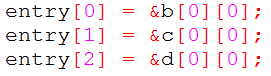 entry[0] = &b[0][0];
entry[1] = &c[0][0];
entry[2] = &d[0][0];